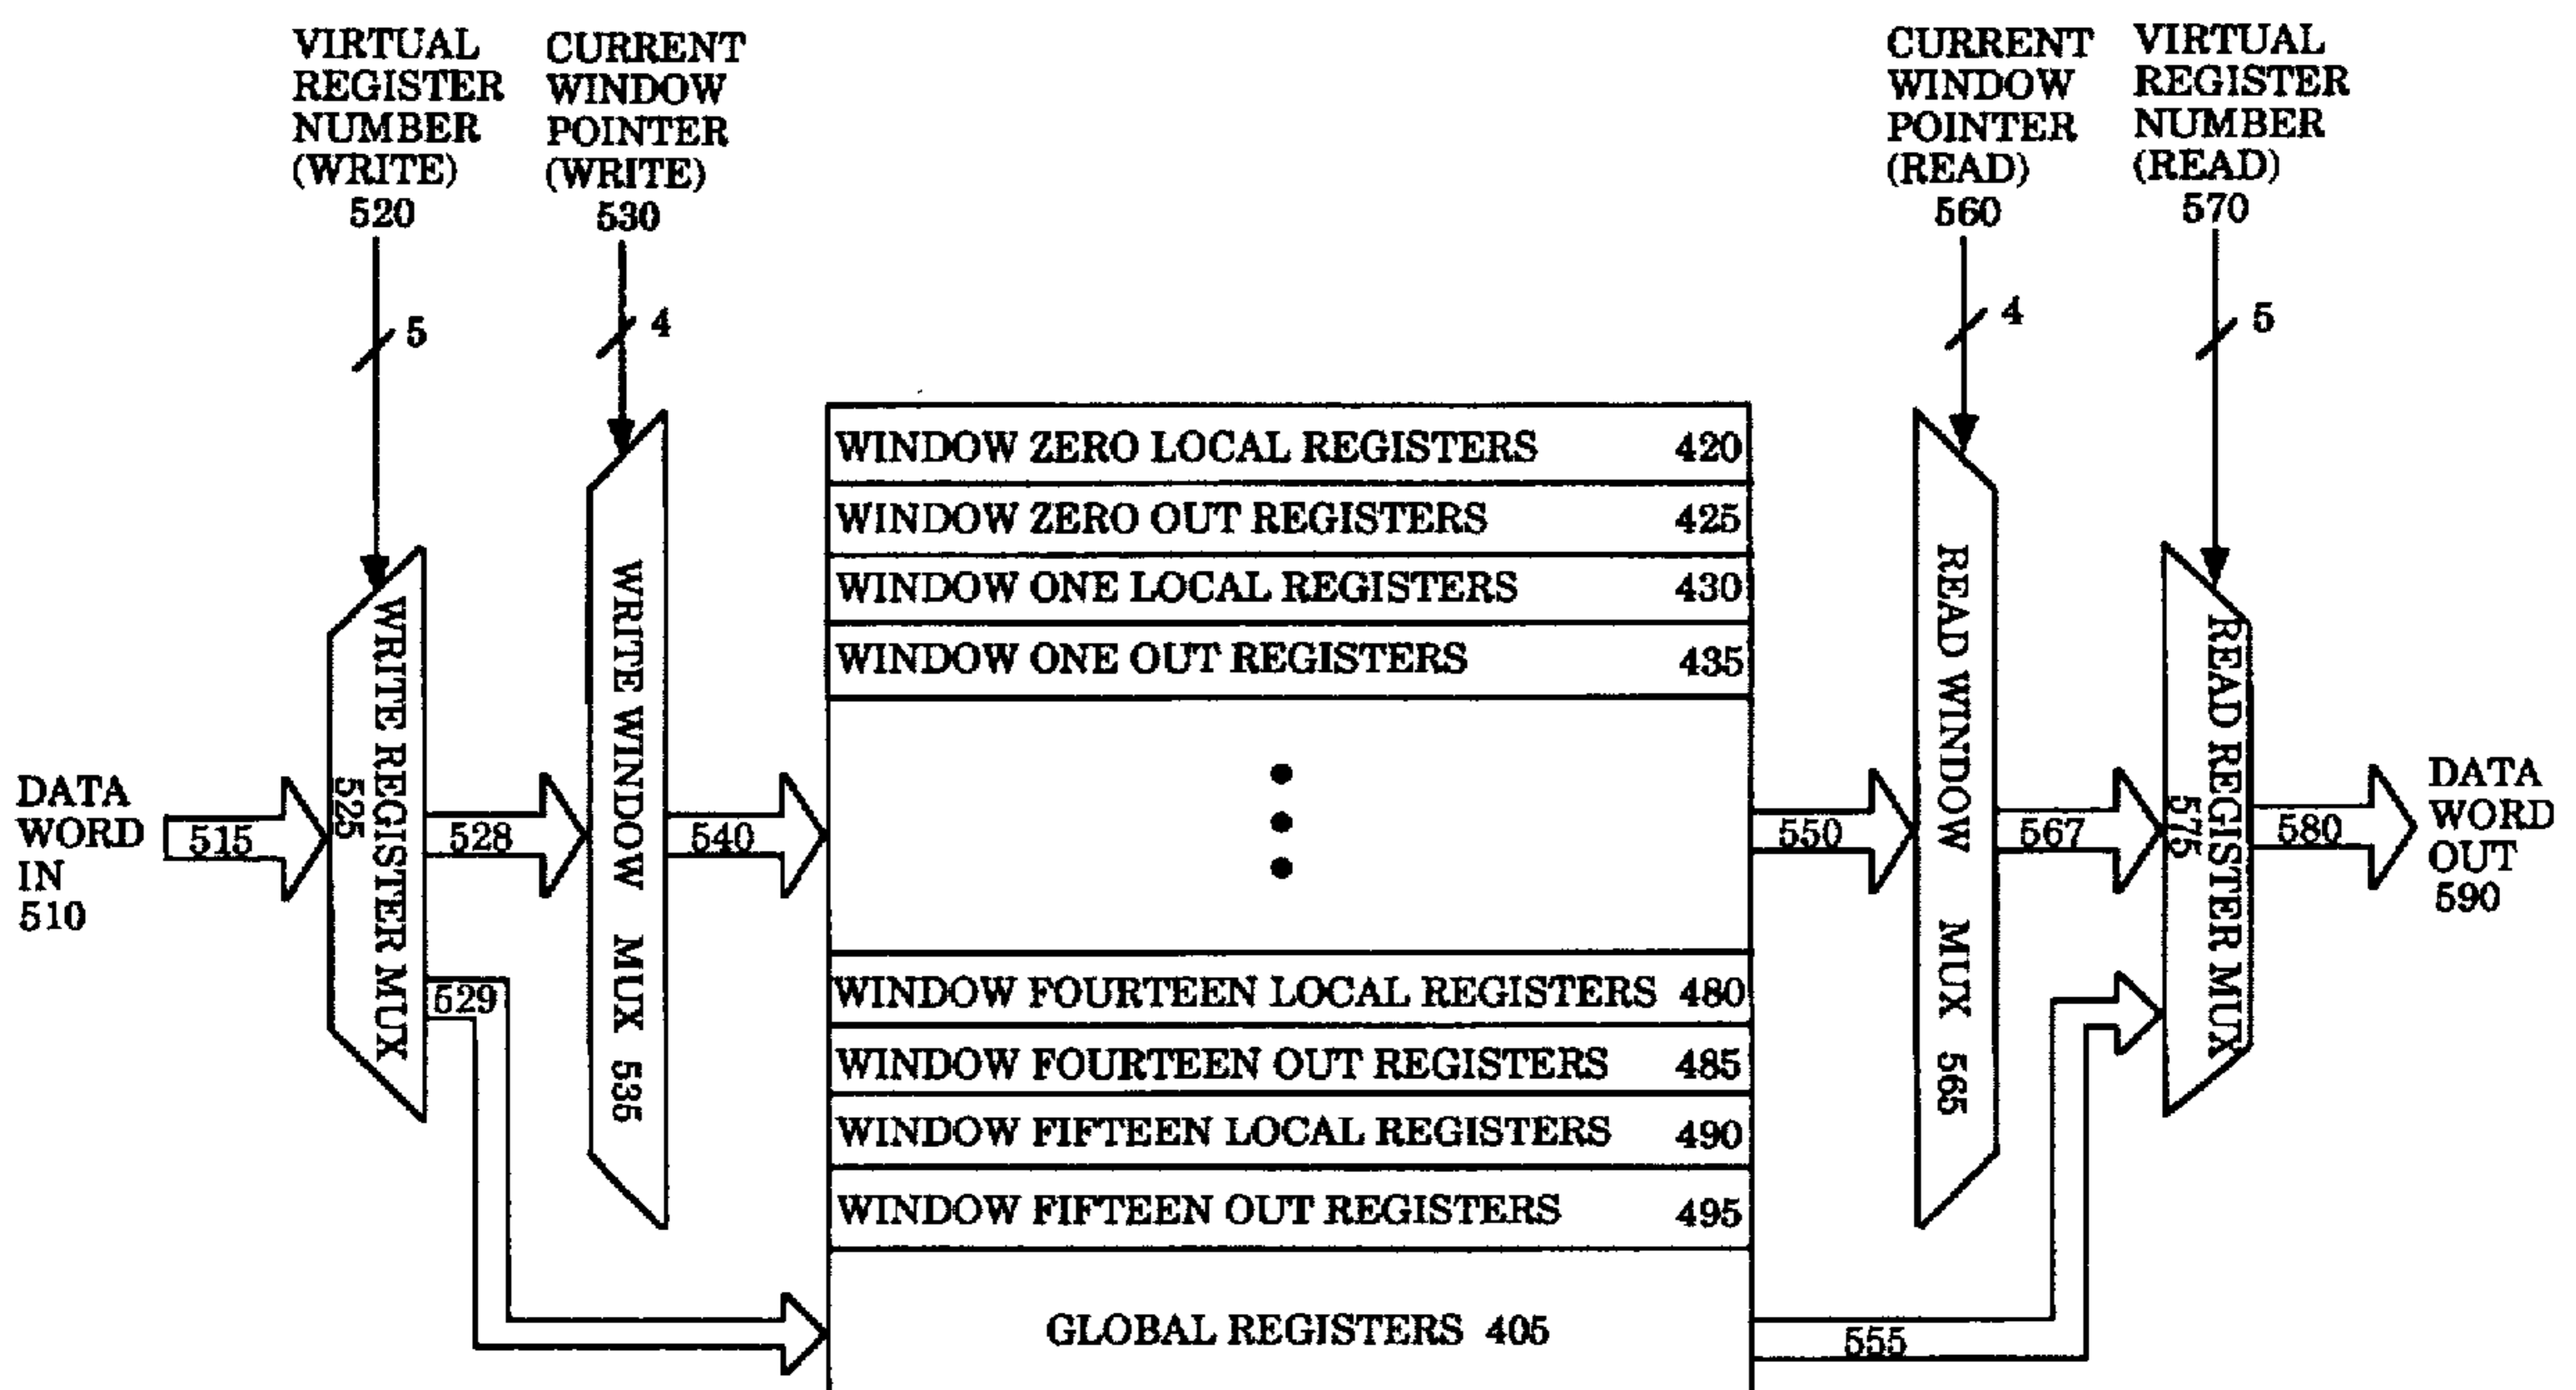 VIRTUAL
REGISTER
NUMBER
(WRITE)
520
CURRENT
WINDOW
POINTER
(WRITE)
530
CURRENT
WINDOW
POINTER
(READ)
560
VIRTUAL
REGISTER
NUMBER
(READ)
570
5
4
4
5
DATA
WORD
IN
510
515
WRITE REGISTER MUX
525
528
529
WRITE WINDOW MUX 535
540
WINDOW ZERO LOCAL REGISTERS 420
WINDOW ZERO OUT REGISTERS 425
WINDOW ONE LOCAL REGISTERS 430
WINDOW ONE OUT REGISTERS 435
WINDOW FOURTEEN LOCAL REGISTERS 480
WINDOW FOURTEEN OUT REGISTERS 485
WINDOW FIFTEEN LOCAL REGISTERS 490
WINDOW FIFTEEN OUT REGISTERS 495
GLOBAL REGISTERS 405
550
555
READ WINDOW MUX 565
567
READ REGISTER MUX
575
580
DATA
WORD
OUT
590